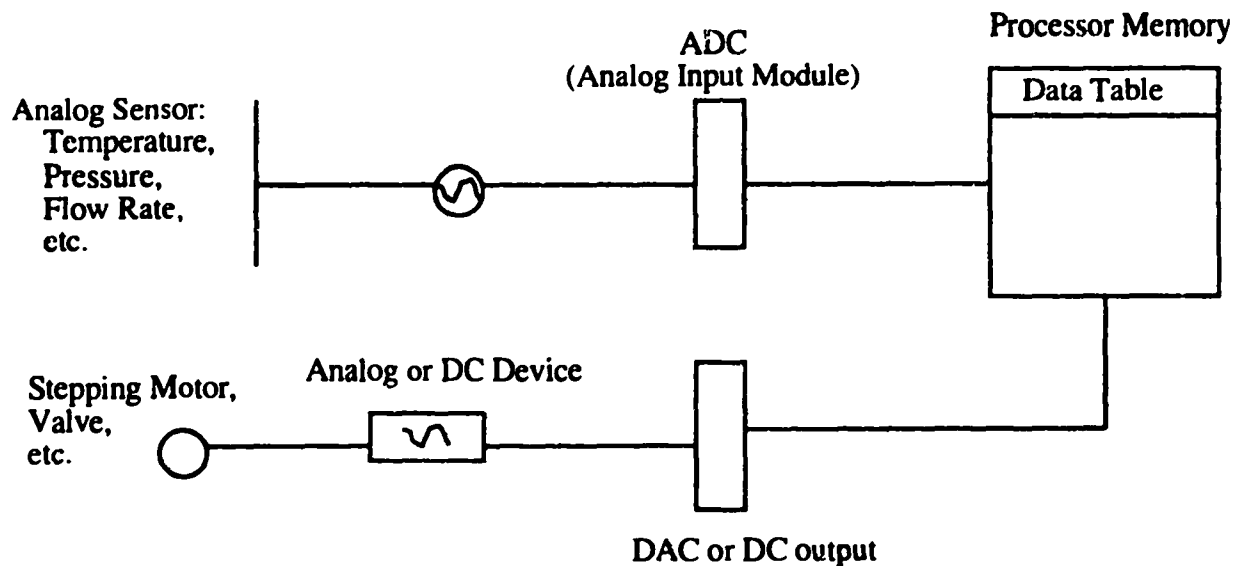 Processor Memory
ADC
(Analog Input Module)
Data Table
Analog Sensor:
Temperature,
Pressure,
Flow Rate,
etc.
Analog or DC Device
Stepping Motor,
Valve,
etc.
DAC or DC output